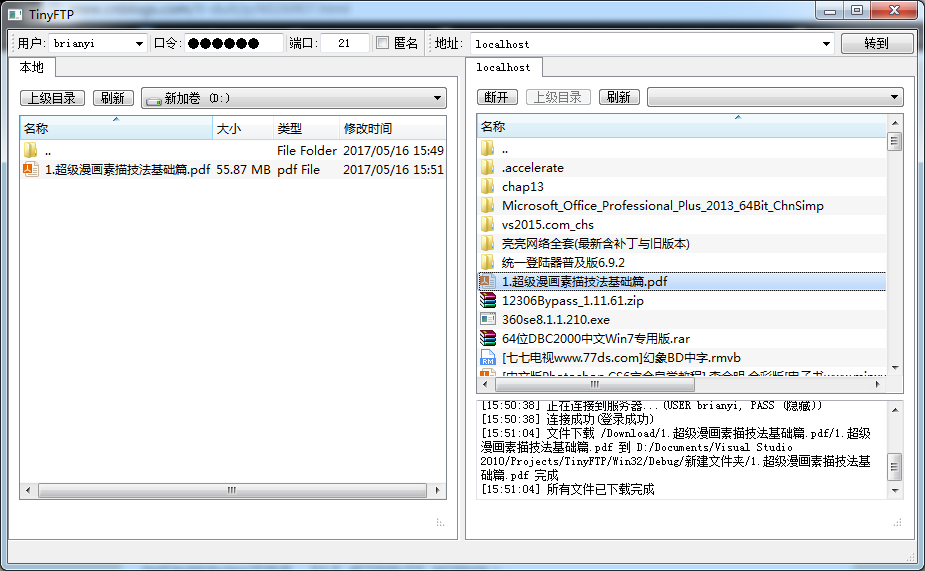 TinyFTP
用户: brianyi 口令: ●●●●●● 端口: 21 匿名 地址: localhost 转到
本地
上级目录 刷新 新加卷 (D:)
名称 大小 类型 修改时间
.. File Folder 2017/05/16 15:49
1.超级漫画素描技法基础篇.pdf 55.87 MB pdf File 2017/05/16 15:51
localhost
断开 上级目录 刷新
名称
..
.accelerate
chap13
Microsoft_Office_Professional_Plus_2013_64Bit_ChnSimp
vs2015.com_chs
亮亮网络全套(最新含补丁与旧版本)
统一登陆器普及版6.9.2
1.超级漫画素描技法基础篇.pdf
12306Bypass_1.11.61.zip
360se8.1.1.210.exe
64位DBC2000中文Win7专用版.rar
[七七电视www.77ds.com]幻象BD中字.rmvb
[15:50:38] 正在连接到服务器...(USER brianyi, PASS (隐藏))
[15:50:38] 连接成功(登录成功)
[15:51:04] 文件下载 /Download/1.超级漫画素描技法基础篇.pdf/1.超级
漫画素描技法基础篇.pdf 到 D:/Documents/Visual Studio
2010/Projects/TinyFTP/Win32/Debug/新建文件夹/1.超级漫画素描技法基
础篇.pdf 完成
[15:51:04] 所有文件已下载完成